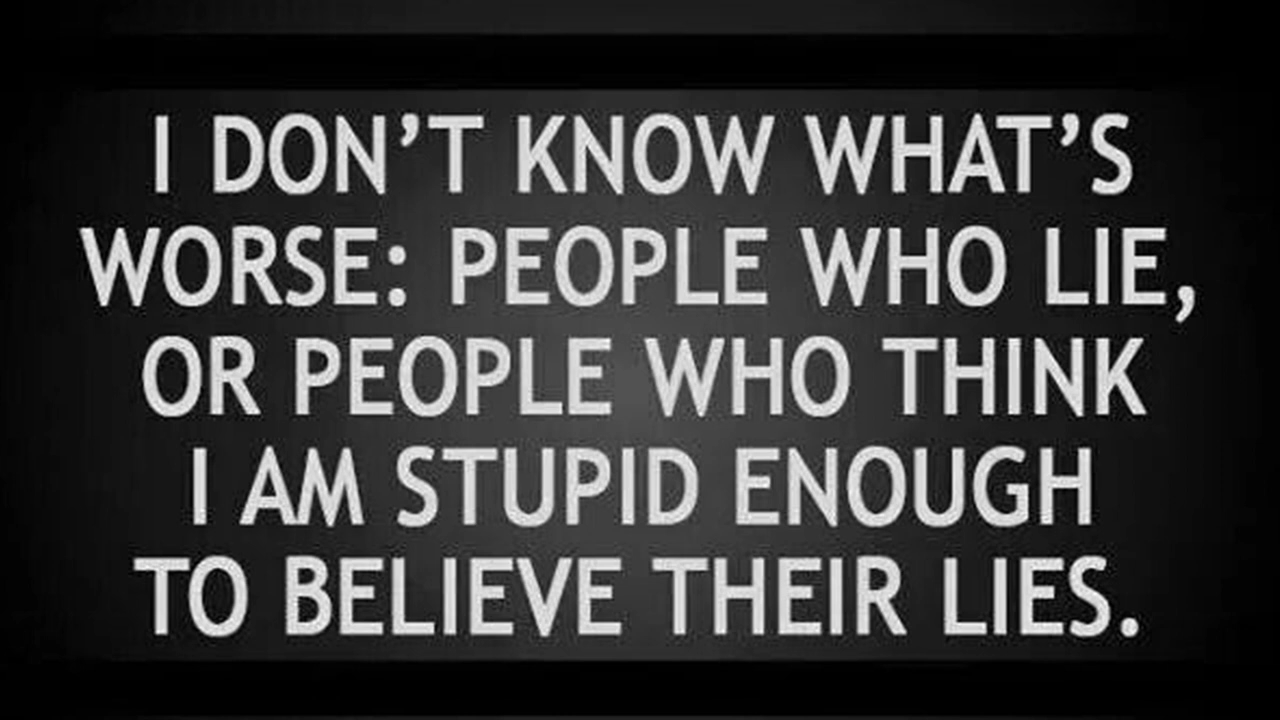 I DON’T KNOW WHAT’S
WORSE: PEOPLE WHO LIE,
OR PEOPLE WHO THINK
I AM STUPID ENOUGH
TO BELIEVE THEIR LIES.